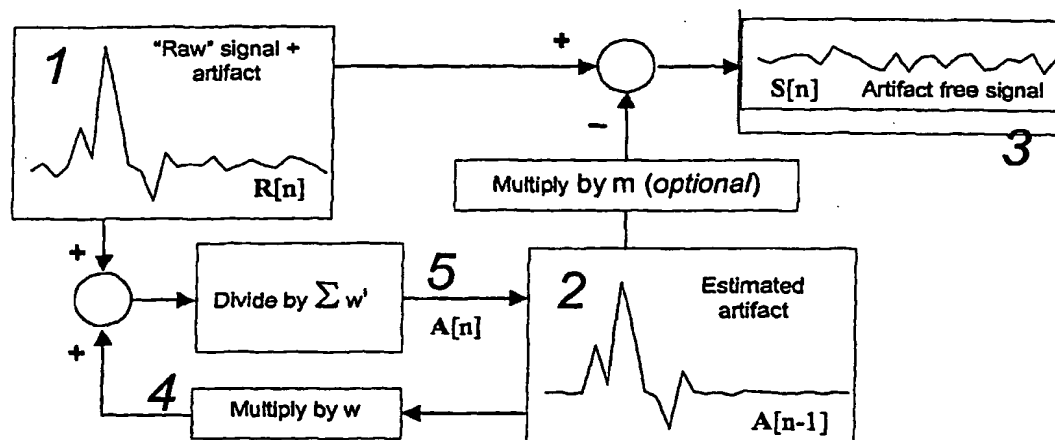 1
"Raw" signal +
artifact
R[n]
+
−
S[n]
Artifact free signal
3
Multiply by m (optional)
+
+
Divide by ∑ wⁱ
5
A[n]
2
Estimated
artifact
A[n-1]
4
Multiply by w